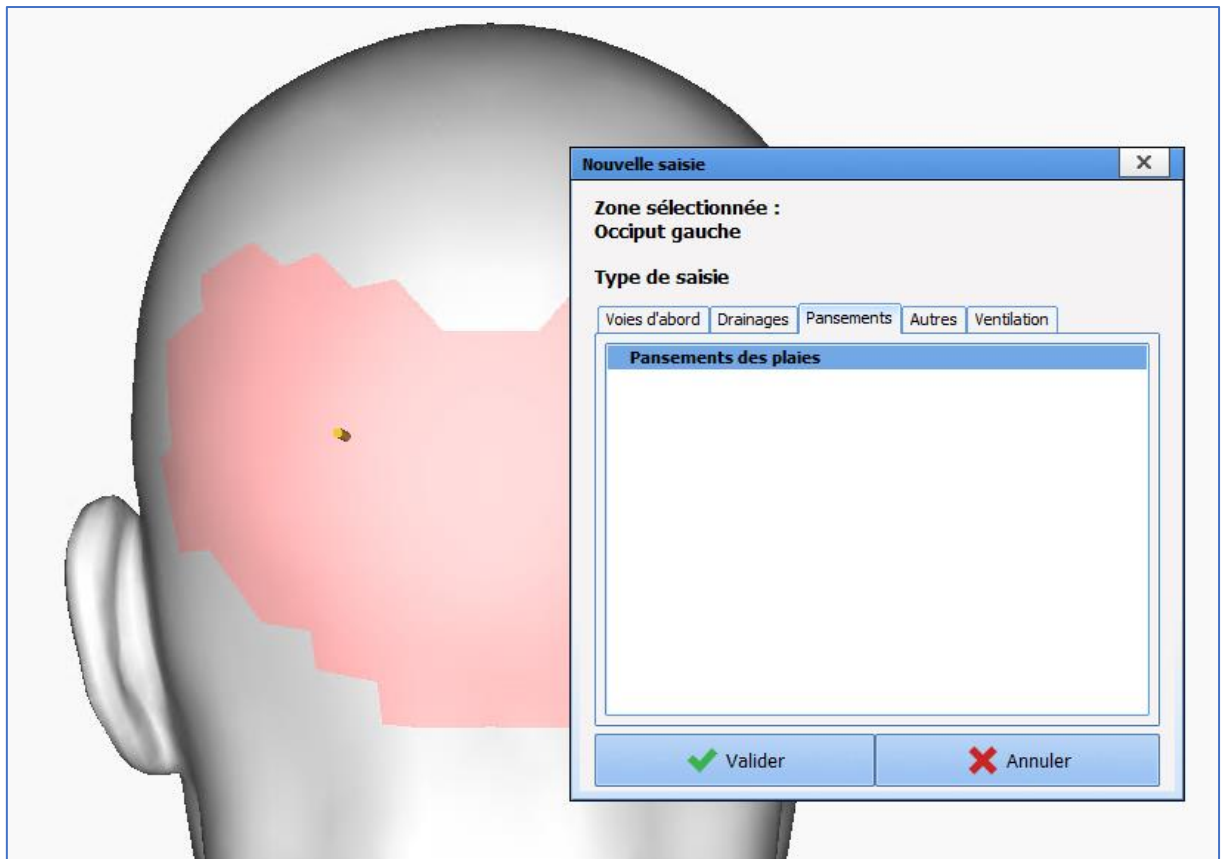 Nouvelle saisie
Zone sélectionnée :
Occiput gauche
Type de saisie
Voies d'abord Drainages Pansements Autres Ventilation
Pansements des plaies
Valider Annuler